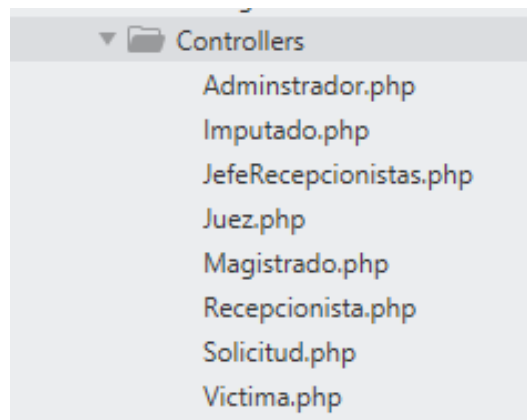 Controllers
Adminstrador.php
Imputado.php
JefeRecepcionistas.php
Juez.php
Magistrado.php
Recepcionista.php
Solicitud.php
Victima.php